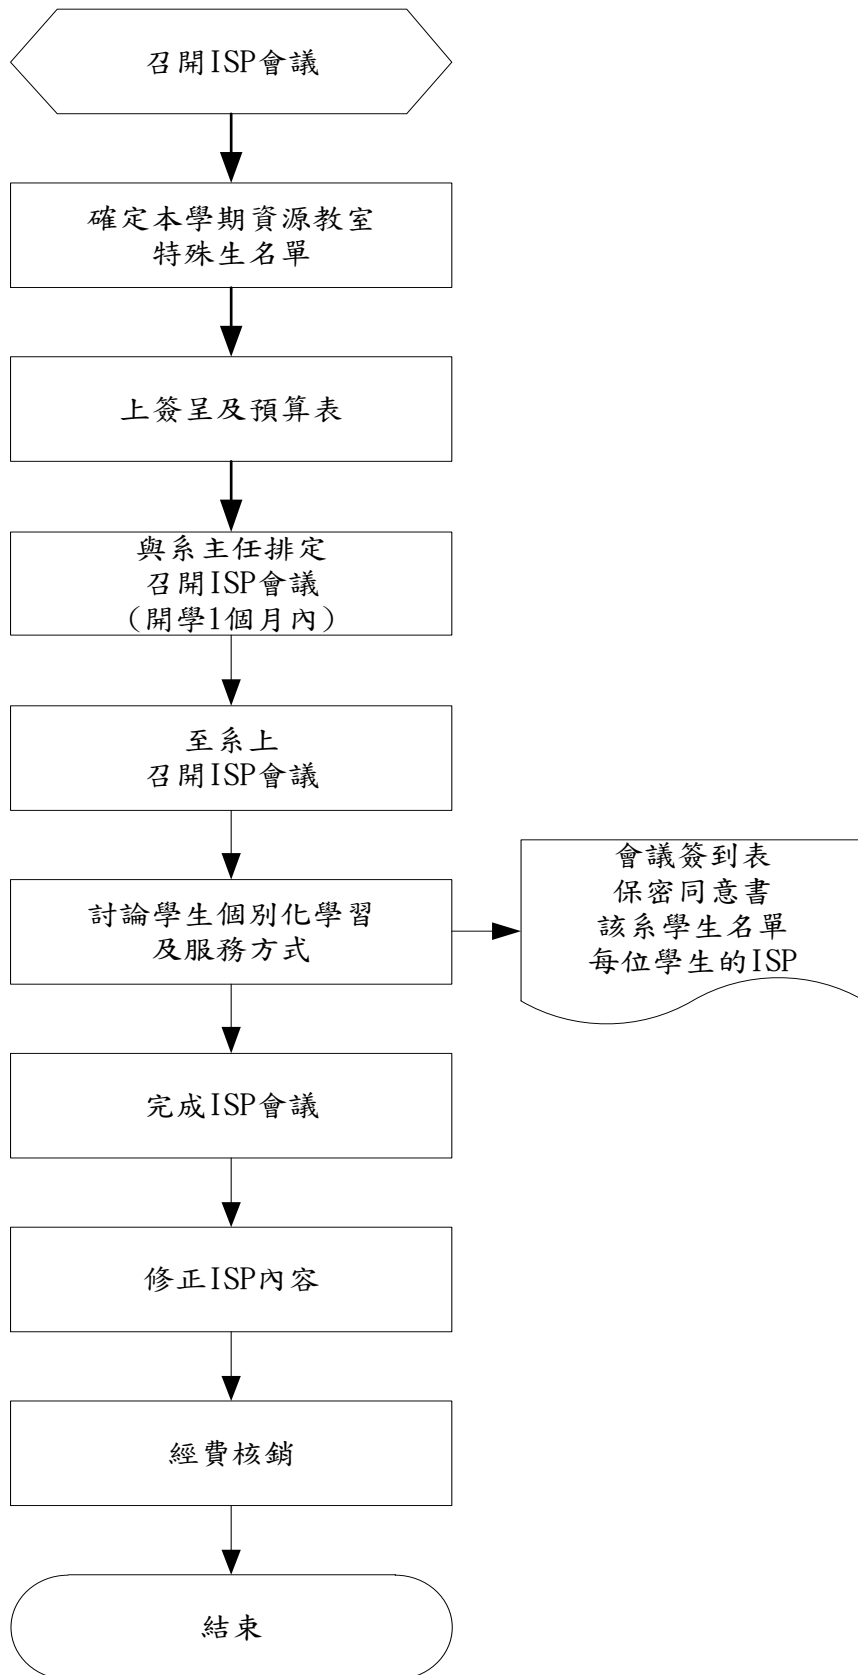 召開ISP會議
確定本學期資源教室
特殊生名單
上簽呈及預算表
與系主任排定
召開ISP會議
（開學1個月內）
至系上
召開ISP會議
討論學生個別化學習
及服務方式
會議簽到表
保密同意書
該系學生名單
每位學生的ISP
完成ISP會議
修正ISP內容
經費核銷
結束